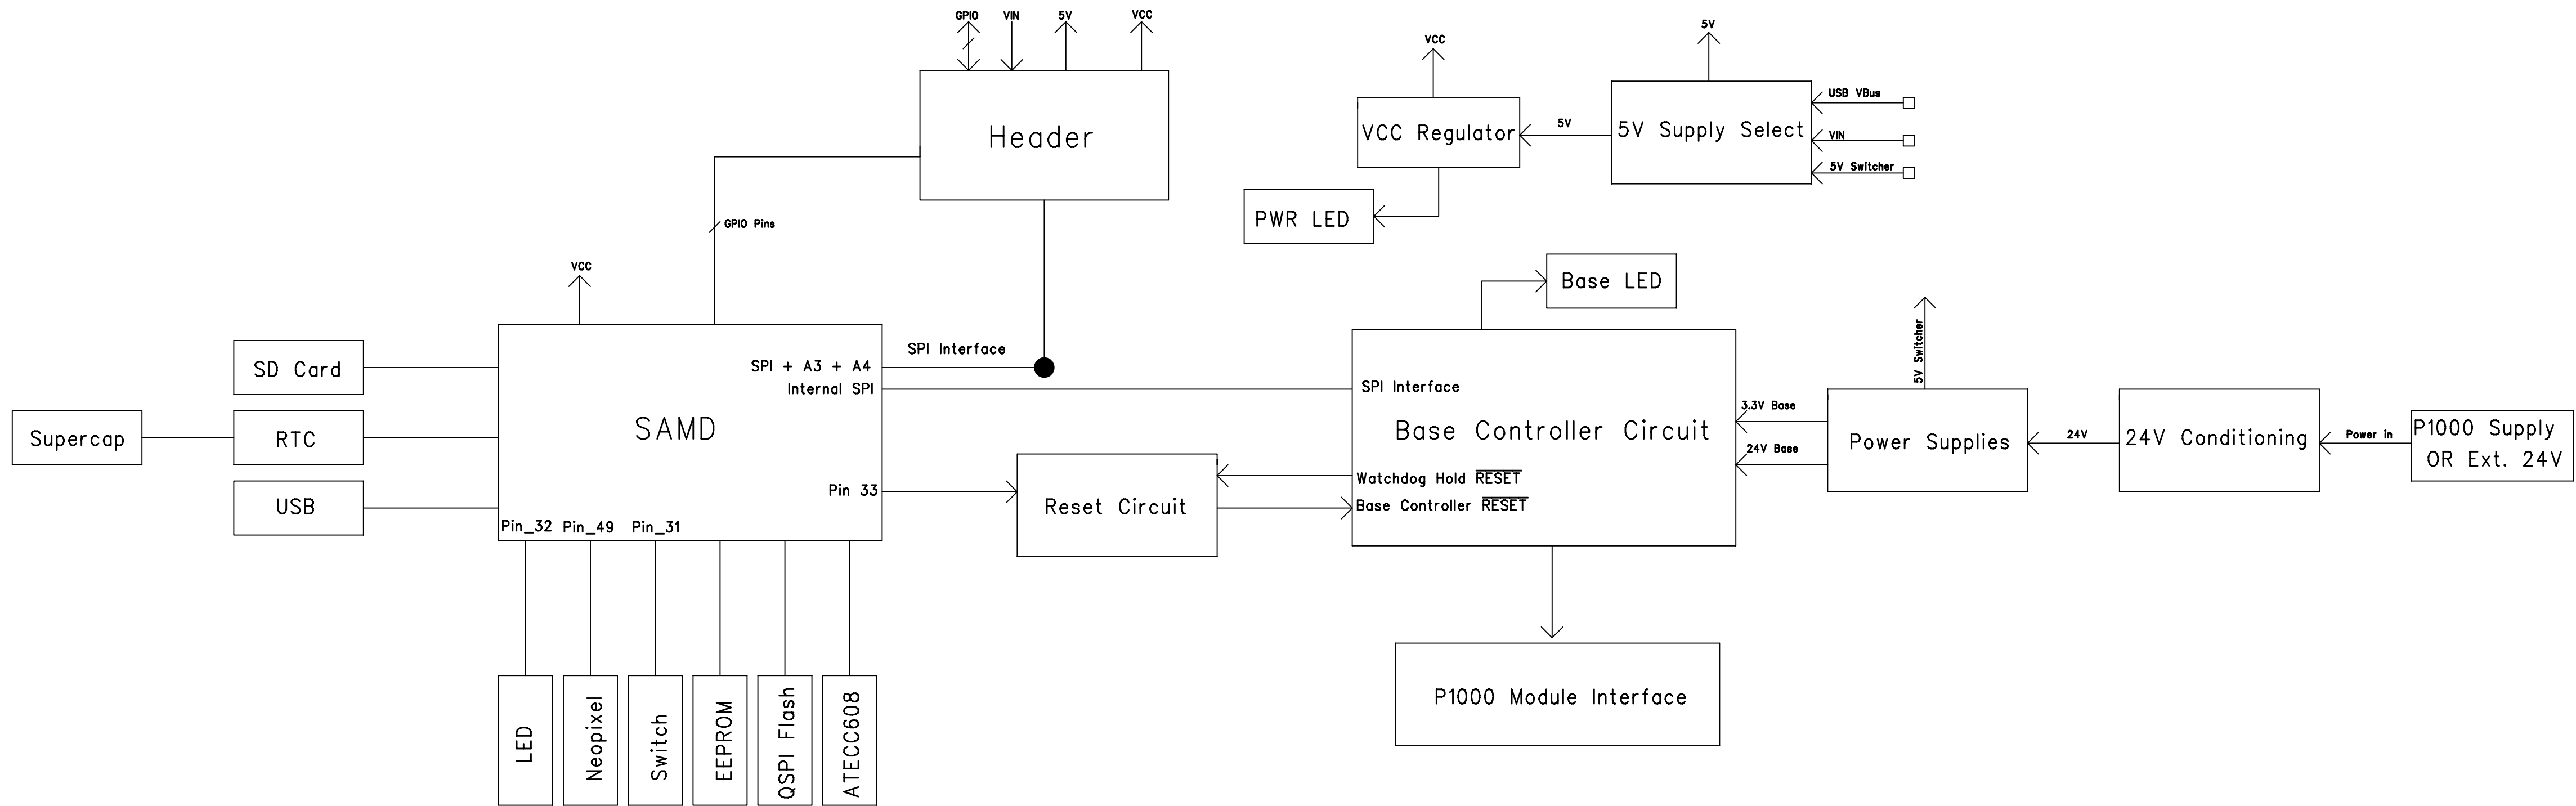 GPIO
VIN
5V
VCC
Header
GPIO Pins
VCC
VCC Regulator
5V
5V
5V Supply Select
USB VBus
VIN
5V Switcher
PWR LED
Base LED
VCC
SD Card
Supercap
RTC
USB
SAMD
SPI + A3 + A4
Internal SPI
Pin 33
Pin_32
Pin_49
Pin_31
SPI Interface
LED
Neopixel
Switch
EEPROM
QSPI Flash
ATECC608
Reset Circuit
SPI Interface
Base Controller Circuit
Watchdog Hold RESET
Base Controller RESET
P1000 Module Interface
3.3V Base
24V Base
5V Switcher
Power Supplies
24V
24V Conditioning
Power in
P1000 Supply
OR Ext. 24V